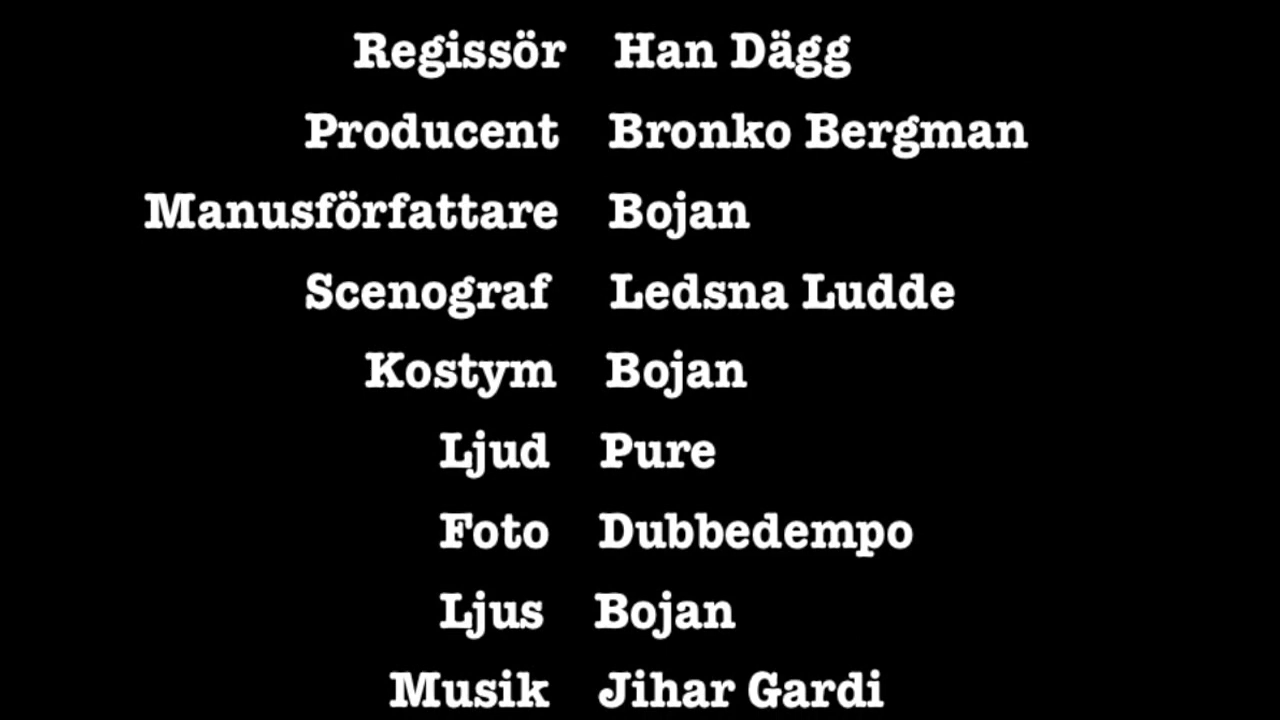 Regissör Han Dägg
Producent Bronko Bergman
Manusförfattare Bojan
Scenograf Ledsna Ludde
Kostym Bojan
Ljud Pure
Foto Dubbedempo
Ljus Bojan
Musik Jihar Gardi